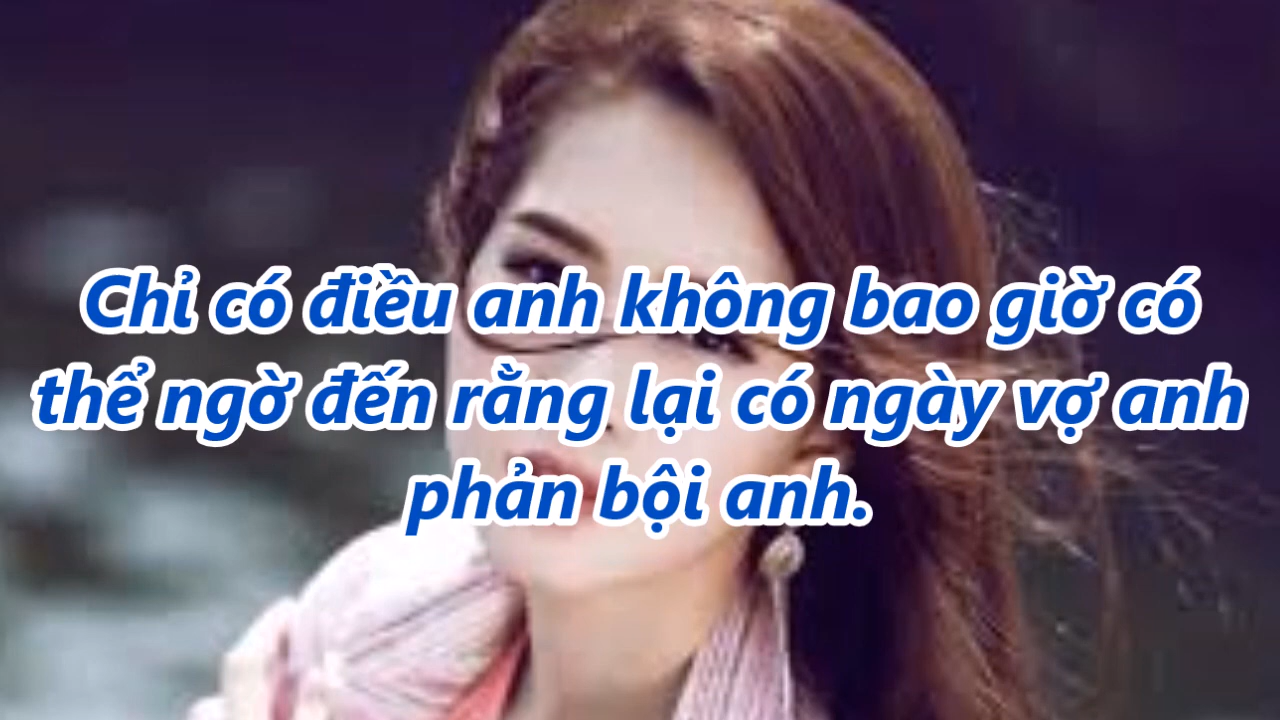 Chỉ có điều anh không bao giờ có
thể ngờ đến rằng lại có ngày vợ anh
phản bội anh.